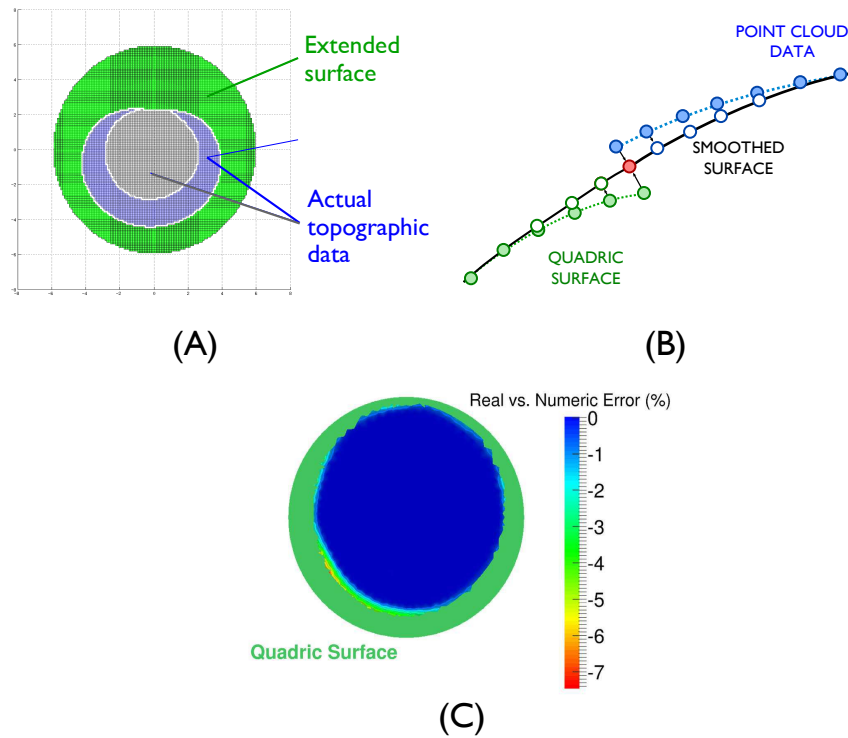 Extended
surface
Actual
topographic
data
(A)
POINT CLOUD
DATA
SMOOTHED
SURFACE
QUADRIC
SURFACE
(B)
Real vs. Numeric Error (%)
0
-1
-2
-3
-4
-5
-6
-7
Quadric Surface
(C)